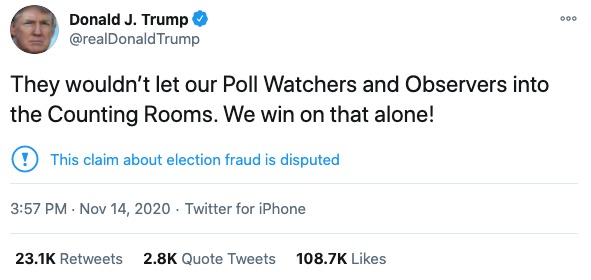 Donald J. Trump
@realDonaldTrump
They wouldn’t let our Poll Watchers and Observers into
the Counting Rooms. We win on that alone!
This claim about election fraud is disputed
3:57 PM · Nov 14, 2020 · Twitter for iPhone
23.1K Retweets 2.8K Quote Tweets 108.7K Likes